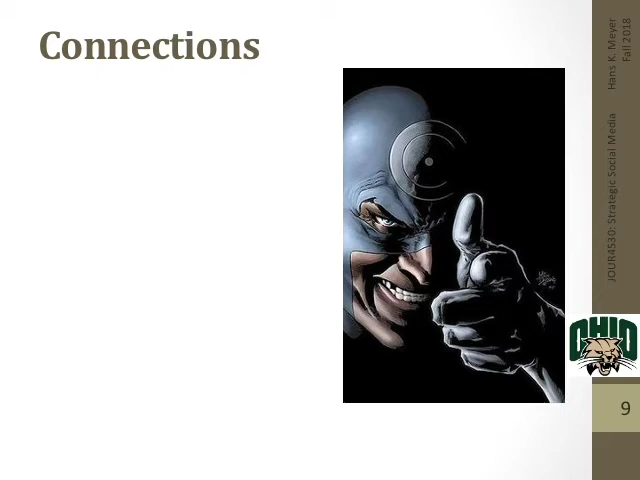 Connections
Hans K. Meyer
Fall 2018
JOUR4530: Strategic Social Media
OHIO
9